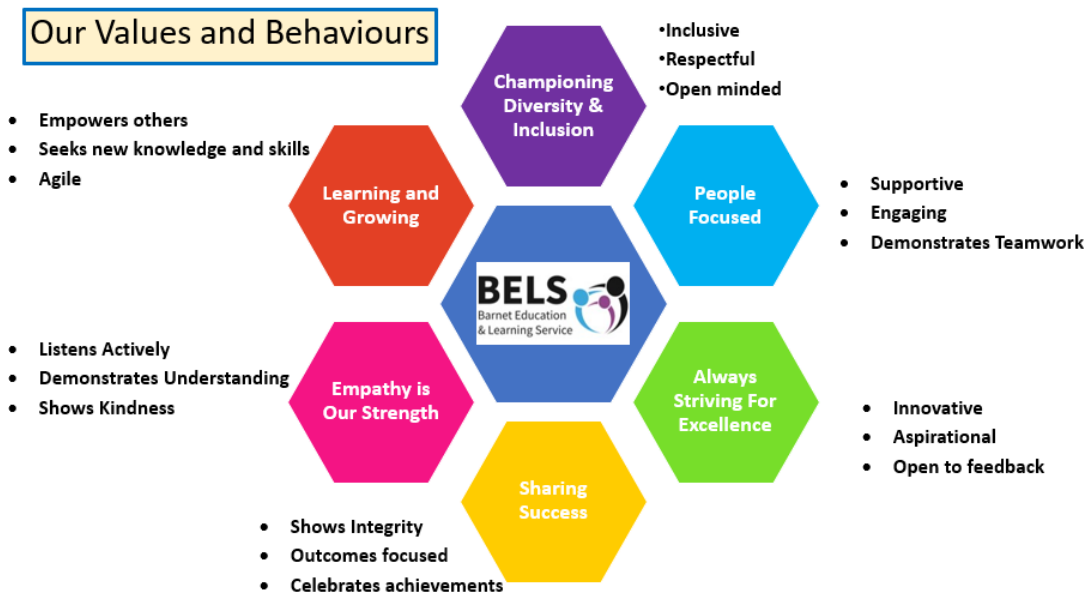 Our Values and Behaviours
Championing
Diversity &
Inclusion
•Inclusive
•Respectful
•Open minded
People
Focused
• Supportive
• Engaging
• Demonstrates Teamwork
Always
Striving For
Excellence
• Innovative
• Aspirational
• Open to feedback
Sharing
Success
• Shows Integrity
• Outcomes focused
• Celebrates achievements
Empathy is
Our Strength
• Listens Actively
• Demonstrates Understanding
• Shows Kindness
Learning and
Growing
• Empowers others
• Seeks new knowledge and skills
• Agile
BELS
Barnet Education
& Learning Service